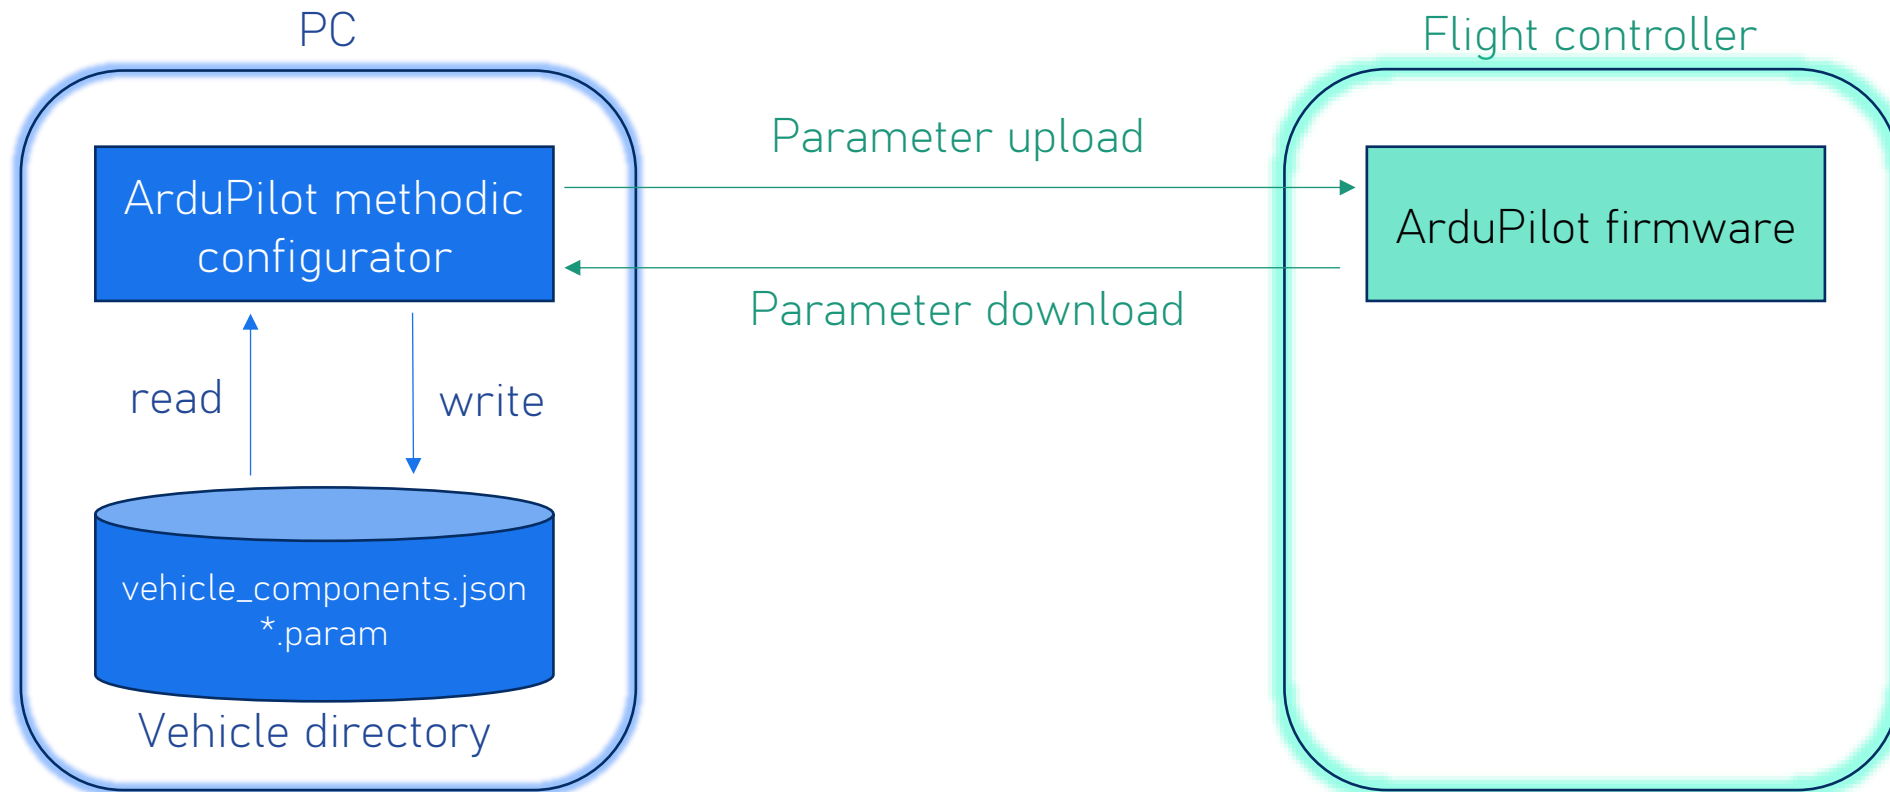 PC
Flight controller
Parameter upload
ArduPilot methodic
configurator
ArduPilot firmware
Parameter download
read
write
vehicle_components.json
*.param
Vehicle directory